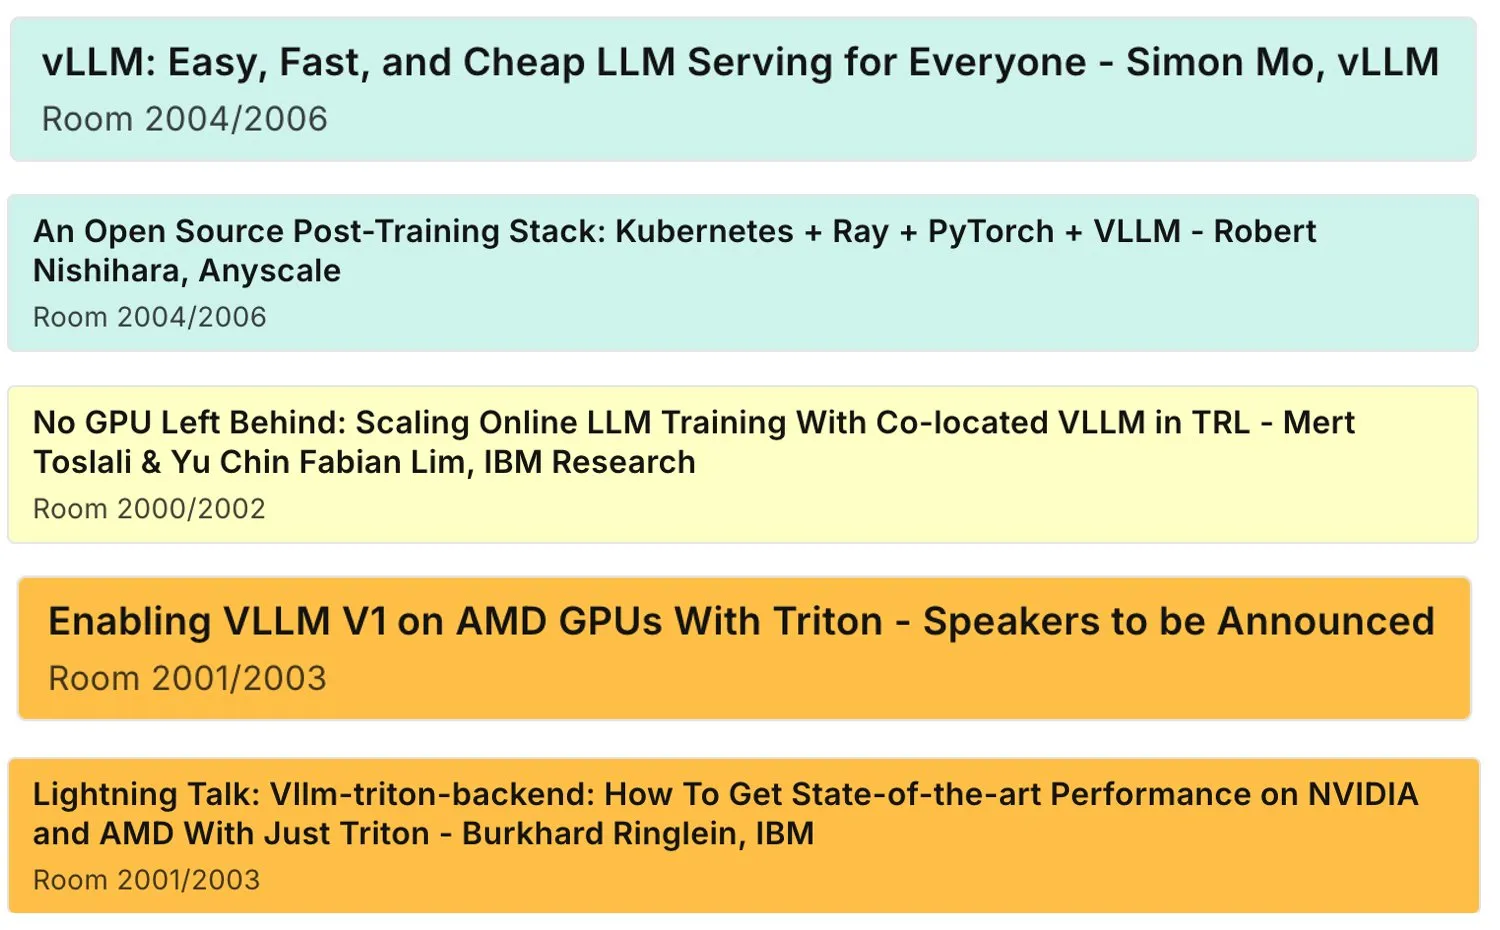 vLLM: Easy, Fast, and Cheap LLM Serving for Everyone - Simon Mo, vLLM
Room 2004/2006
An Open Source Post-Training Stack: Kubernetes + Ray + PyTorch + VLLM - Robert
Nishihara, Anyscale
Room 2004/2006
No GPU Left Behind: Scaling Online LLM Training With Co-located VLLM in TRL - Mert
Toslali & Yu Chin Fabian Lim, IBM Research
Room 2000/2002
Enabling VLLM V1 on AMD GPUs With Triton - Speakers to be Announced
Room 2001/2003
Lightning Talk: Vllm-triton-backend: How To Get State-of-the-art Performance on NVIDIA
and AMD With Just Triton - Burkhard Ringlein, IBM
Room 2001/2003